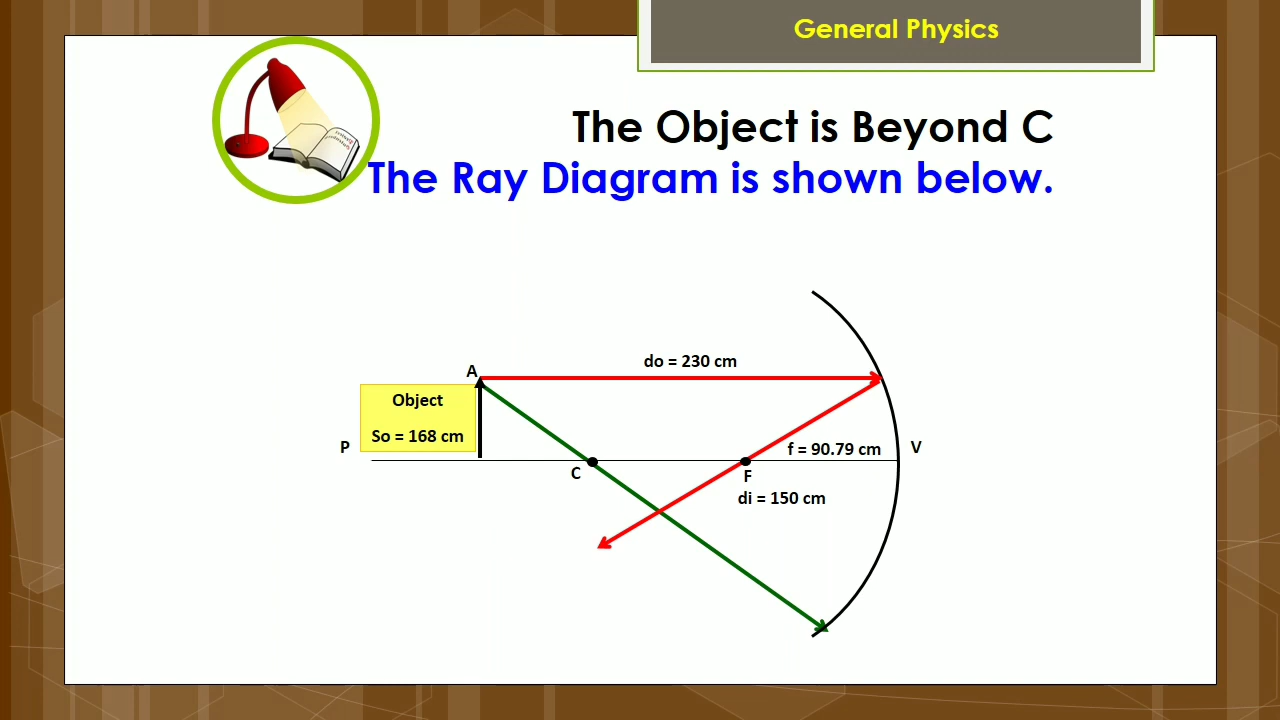 General Physics
The Object is Beyond C
The Ray Diagram is shown below.
do = 230 cm
A
Object
So = 168 cm
P
f = 90.79 cm
V
C
F
di = 150 cm